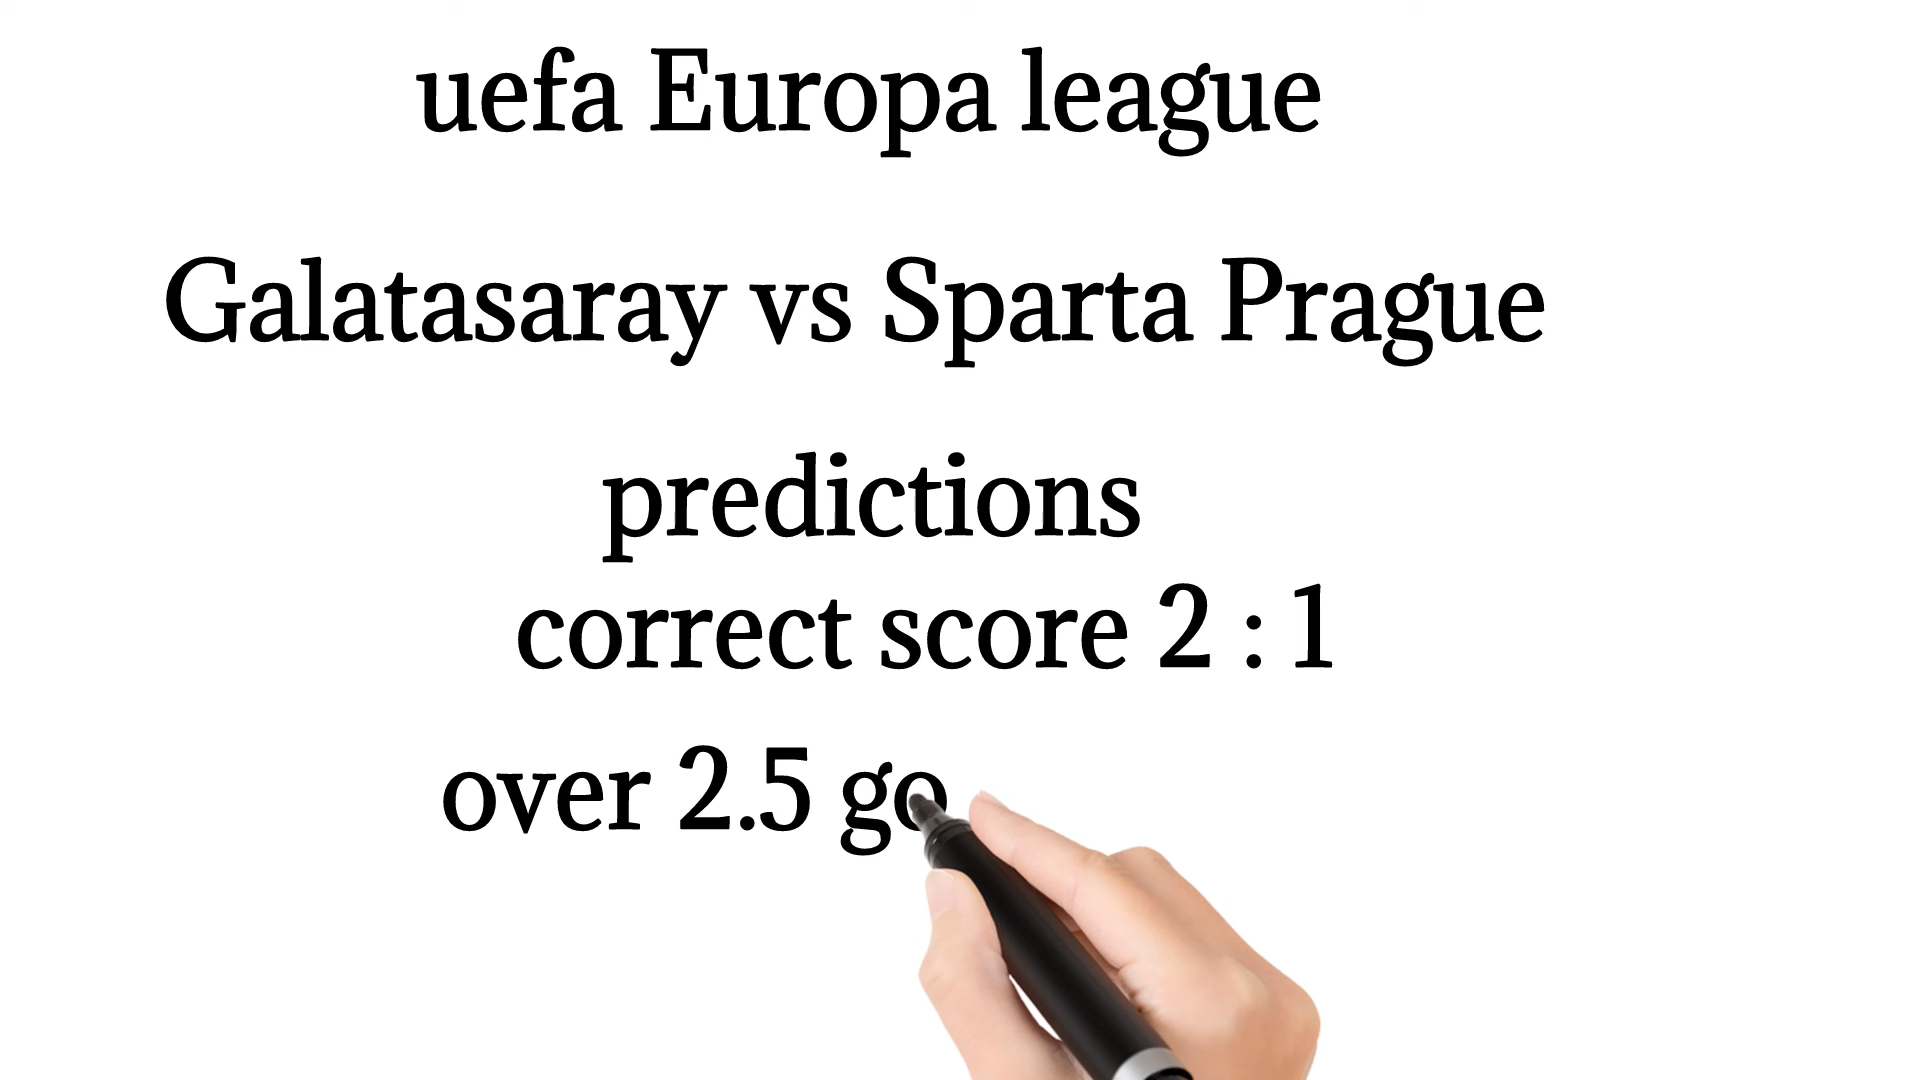 uefa Europa league
Galatasaray vs Sparta Prague
predictions
correct score 2 : 1
over 2.5 go